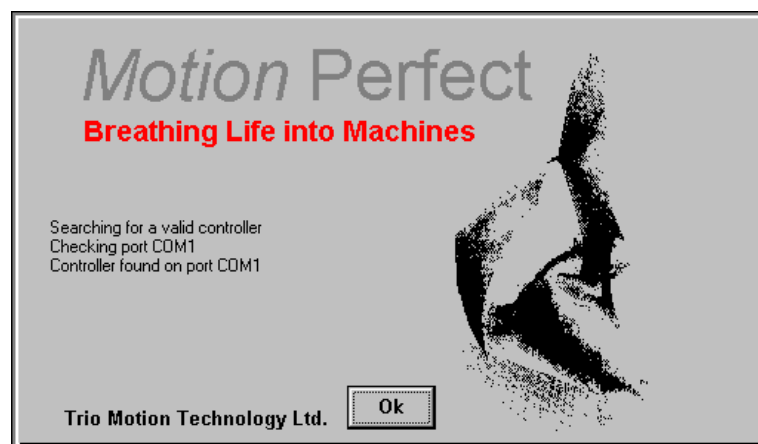 Motion Perfect
Breathing Life into Machines
Searching for a valid controller
Checking port COM1
Controller found on port COM1
Trio Motion Technology Ltd.
Ok